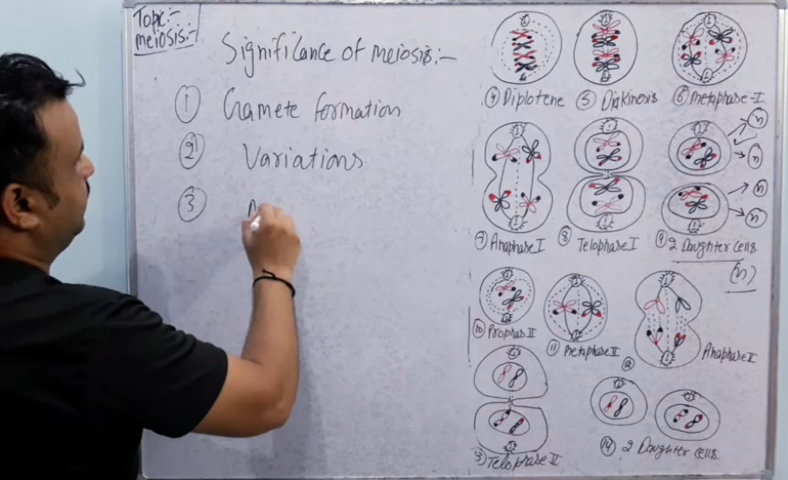 Topic:-
meiosis:-
Significance of meiosis:-
① Gamete formation
② Variations
③
④ Diplotene
⑤ Diakinesis
⑥ Metaphase-I
n
n
n
n
⑦ Anaphase I
⑧ Telophase I
⑨ 2 Daughter Cells
(n)
⑩ Prophase II
⑪ Metaphase II
Anaphase I
Telophase II
⑭ 2 Daughter Cells